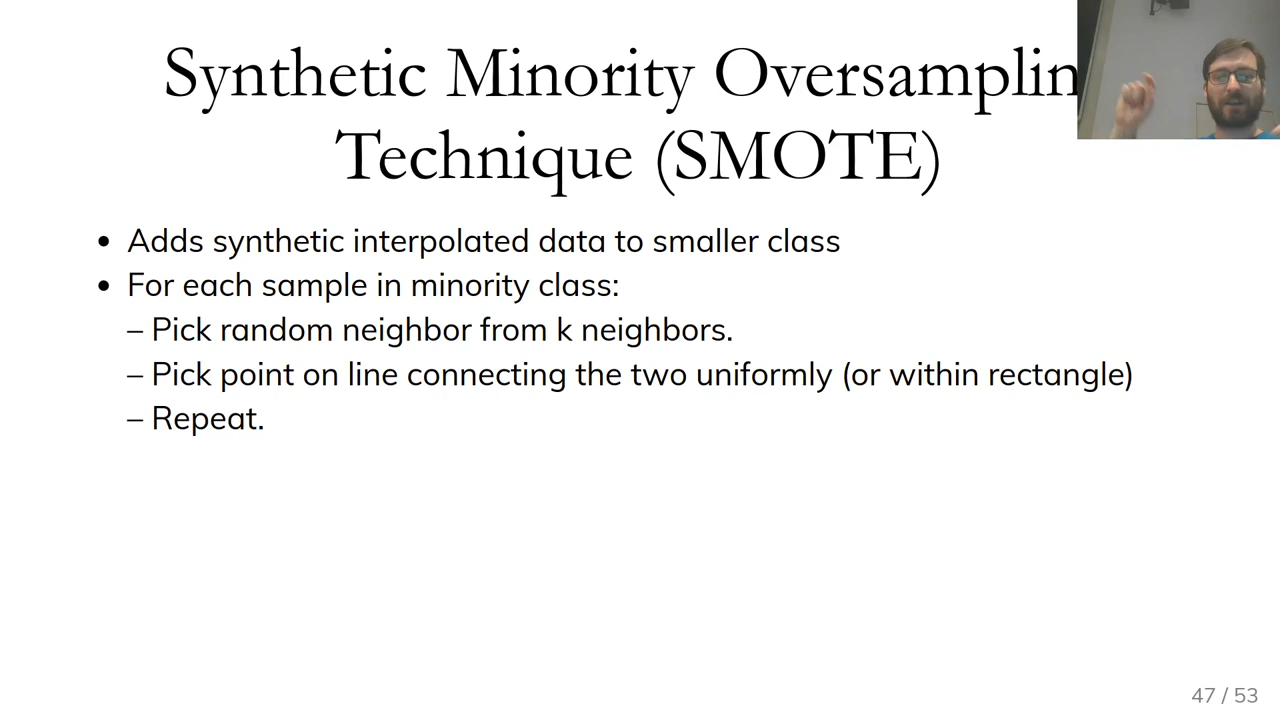 Synthetic Minority Oversamplin
Technique (SMOTE)
• Adds synthetic interpolated data to smaller class
• For each sample in minority class:
– Pick random neighbor from k neighbors.
– Pick point on line connecting the two uniformly (or within rectangle)
– Repeat.
47 / 53